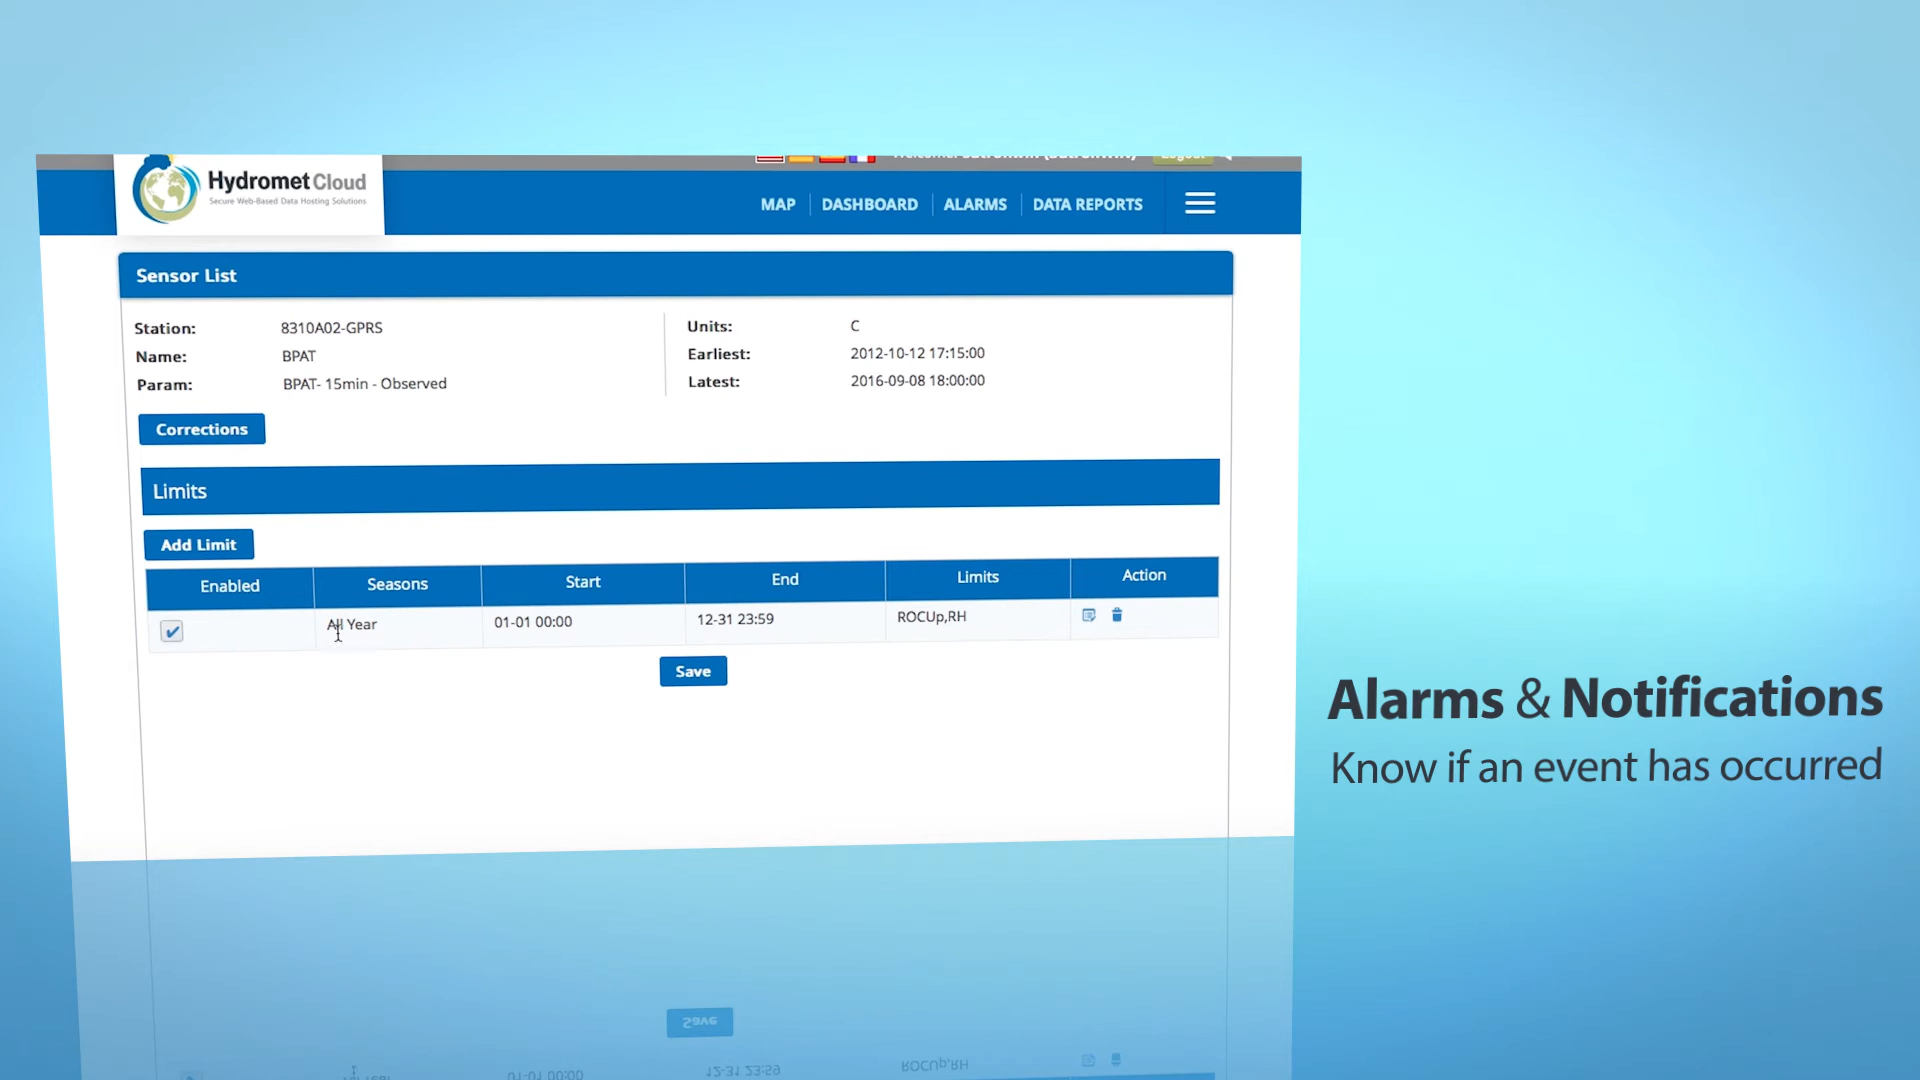 Hydromet Cloud
Secure Web-Based Data Hosting Solutions
MAP
DASHBOARD
ALARMS
DATA REPORTS
Sensor List
Station: 8310A02-GPRS
Name: BPAT
Param: BPAT- 15min - Observed
Units: C
Earliest: 2012-10-12 17:15:00
Latest: 2016-09-08 18:00:00
Corrections
Limits
Add Limit
Enabled Seasons Start End Limits Action
All Year 01-01 00:00 12-31 23:59 ROCUp,RH
Save
Alarms & Notifications
Know if an event has occurred